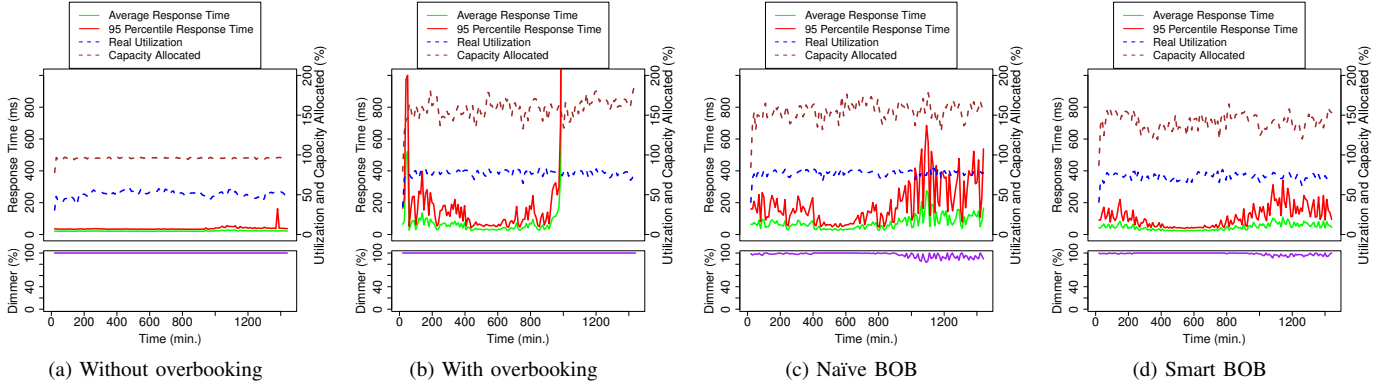 Average Response Time
95 Percentile Response Time
Real Utilization
Capacity Allocated
Response Time (ms)
0 200 400 600 800
Utilization and Capacity Allocated (%)
0 50 100 150 200
Dimmer (%)
0 40 100
0 200 400 600 800 1200
Time (min.)
(a) Without overbooking
Average Response Time
95 Percentile Response Time
Real Utilization
Capacity Allocated
Response Time (ms)
0 200 400 600 800
Utilization and Capacity Allocated (%)
0 50 100 150 200
Dimmer (%)
0 40 100
0 200 400 600 800 1200
Time (min.)
(b) With overbooking
Average Response Time
95 Percentile Response Time
Real Utilization
Capacity Allocated
Response Time (ms)
0 200 400 600 800
Utilization and Capacity Allocated (%)
0 50 100 150 200
Dimmer (%)
0 40 100
0 200 400 600 800 1200
Time (min.)
(c) Naïve BOB
Average Response Time
95 Percentile Response Time
Real Utilization
Capacity Allocated
Response Time (ms)
0 200 400 600 800
Utilization and Capacity Allocated (%)
0 50 100 150 200
Dimmer (%)
0 40 100
0 200 400 600 800 1200
Time (min.)
(d) Smart BOB